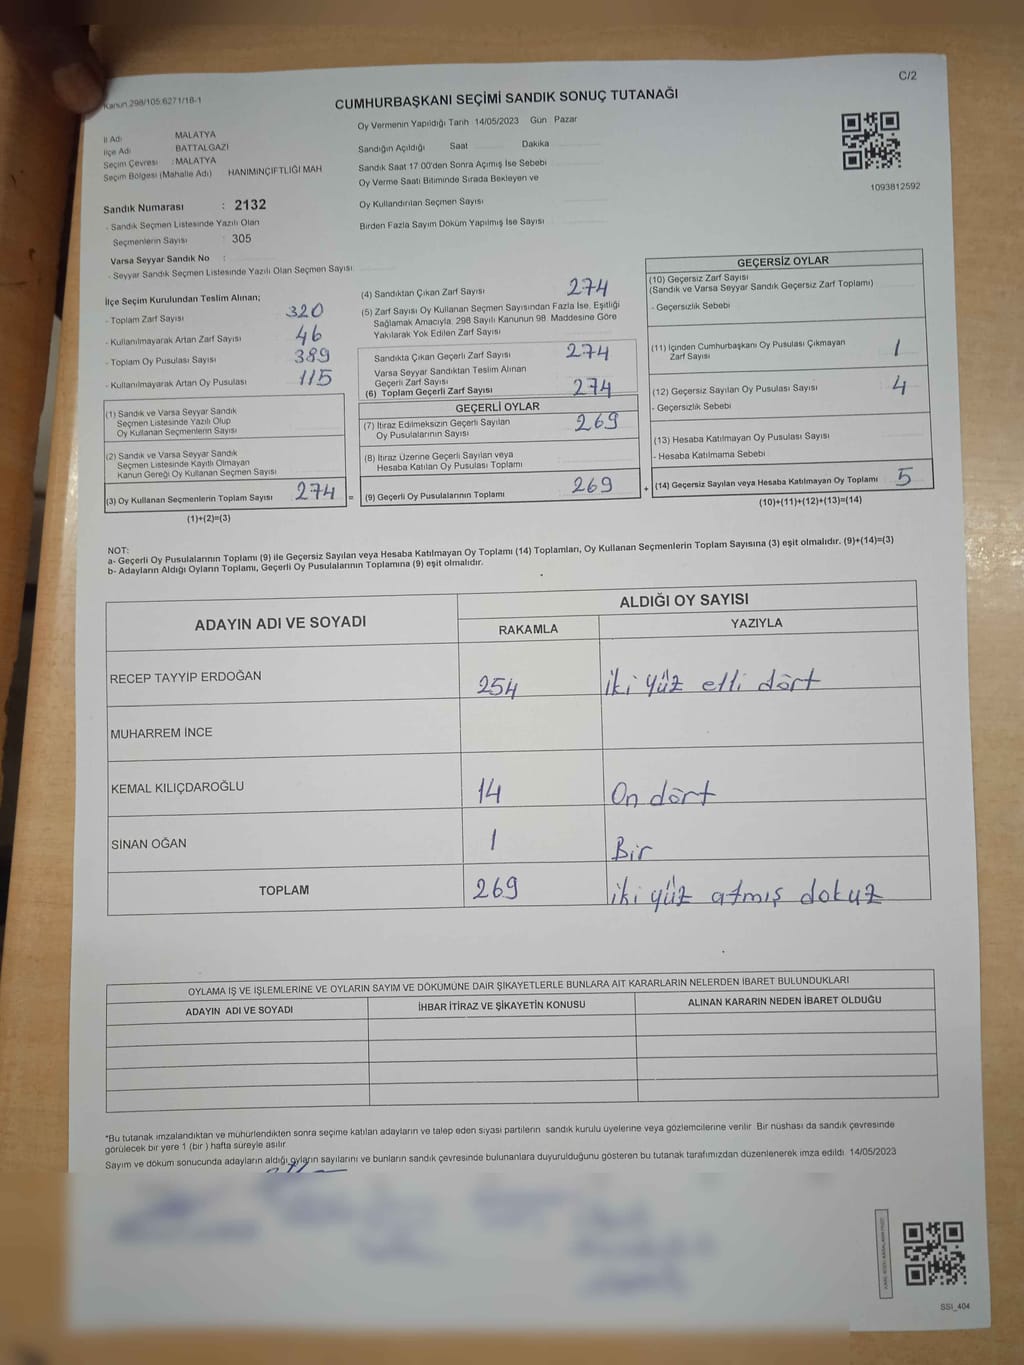 Kanun 298/105.6271/18-1
C/2
CUMHURBAŞKANI SEÇİMİ SANDIK SONUÇ TUTANAĞI
İl Adı : MALATYA
İlçe Adı : BATTALGAZİ
Seçim Çevresi : MALATYA
Seçim Bölgesi (Mahalle Adı) HANIMINÇİFTLİĞİ MAH
Sandık Numarası : 2132
- Sandık Seçmen Listesinde Yazılı Olan
Seçmenlerin Sayısı : 305
Varsa Seyyar Sandık No :
- Seyyar Sandık Seçmen Listesinde Yazılı Olan Seçmen Sayısı
Oy Vermenin Yapıldığı Tarih 14/05/2023 Gün Pazar
Sandığın Açıldığı Saat Dakika
Sandık Saat 17 00'den Sonra Açımış İse Sebebi
Oy Verme Saati Bitiminde Sırada Bekleyen ve
Oy Kullandırılan Seçmen Sayısı
Birden Fazla Sayım Döküm Yapılmış İse Sayısı
1093812592
İlçe Seçim Kurulundan Teslim Alınan;
- Toplam Zarf Sayısı 320
- Kullanılmayarak Artan Zarf Sayısı 46
- Toplam Oy Pusulası Sayısı 389
- Kullanılmayarak Artan Oy Pusulası 115
(1) Sandık ve Varsa Seyyar Sandık
Seçmen Listesinde Yazılı Olup
Oy Kullanan Seçmenlerin Sayısı
(2) Sandık ve Varsa Seyyar Sandık
Seçmen Listesinde Kayıtlı Olmayan
Kanun Gereği Oy Kullanan Seçmen Sayısı
(3) Oy Kullanan Seçmenlerin Toplam Sayısı 274 =
(1)+(2)=(3)
(4) Sandıktan Çıkan Zarf Sayısı 274
(5) Zarf Sayısı Oy Kullanan Seçmen Sayısından Fazla İse, Eşitliği
Sağlamak Amacıyla, 298 Sayılı Kanunun 98. Maddesine Göre
Yakılarak Yok Edilen Zarf Sayısı
Sandıkta Çıkan Geçerli Zarf Sayısı 274
Varsa Seyyar Sandıktan Teslim Alınan
Geçerli Zarf Sayısı
(6) Toplam Geçerli Zarf Sayısı 274
GEÇERLİ OYLAR
(7) İtiraz Edilmeksizin Geçerli Sayılan
Oy Pusulalarının Sayısı 269
(8) İtiraz Üzerine Geçerli Sayılan veya
Hesaba Katılan Oy Pusulası Toplamı
(9) Geçerli Oy Pusulalarının Toplamı 269 +
GEÇERSİZ OYLAR
(10) Geçersiz Zarf Sayısı
(Sandık ve Varsa Seyyar Sandık Geçersiz Zarf Toplamı)
- Geçersizlik Sebebi
(11) İçinden Cumhurbaşkanı Oy Pusulası Çıkmayan
Zarf Sayısı 1
(12) Geçersiz Sayılan Oy Pusulası Sayısı 4
- Geçersizlik Sebebi
(13) Hesaba Katılmayan Oy Pusulası Sayısı
- Hesaba Katılmama Sebebi
(14) Geçersiz Sayılan veya Hesaba Katılmayan Oy Toplamı 5
(10)+(11)+(12)+(13)=(14)
NOT:
a- Geçerli Oy Pusulalarının Toplamı (9) ile Geçersiz Sayılan veya Hesaba Katılmayan Oy Toplamı (14) Toplamları, Oy Kullanan Seçmenlerin Toplam Sayısına (3) eşit olmalıdır. (9)+(14)=(3)
b- Adayların Aldığı Oyların Toplamı, Geçerli Oy Pusulalarının Toplamına (9) eşit olmalıdır.
ADAYIN ADI VE SOYADI
ALDIĞI OY SAYISI
RAKAMLA YAZIYLA
RECEP TAYYİP ERDOĞAN 254 iki yüz elli dört
MUHARREM İNCE
KEMAL KILIÇDAROĞLU 14 On dört
SİNAN OĞAN 1 Bir
TOPLAM 269 iki yüz atmış dokuz
OYLAMA İŞ VE İŞLEMLERİNE VE OYLARIN SAYIM VE DÖKÜMÜNE DAİR ŞİKAYETLERLE BUNLARA AİT KARARLARIN NELERDEN İBARET BULUNDUKLARI
ADAYIN ADI VE SOYADI İHBAR İTİRAZ VE ŞİKAYETİN KONUSU ALINAN KARARIN NEDEN İBARET OLDUĞU
*Bu tutanak imzalandıktan ve mühürlendikten sonra seçime katılan adayların ve talep eden siyasi partilerin sandık kurulu üyelerine veya gözlemcilerine verilir. Bir nüshası da sandık çevresinde
görülecek bir yere 1 (bir ) hafta süreyle asılır
Sayım ve döküm sonucunda adayların aldığı oyların sayılarını ve bunların sandık çevresinde bulunanlara duyurulduğunu gösteren bu tutanak tarafımızdan düzenlenerek imza edildi. 14/05/2023
SSI_404